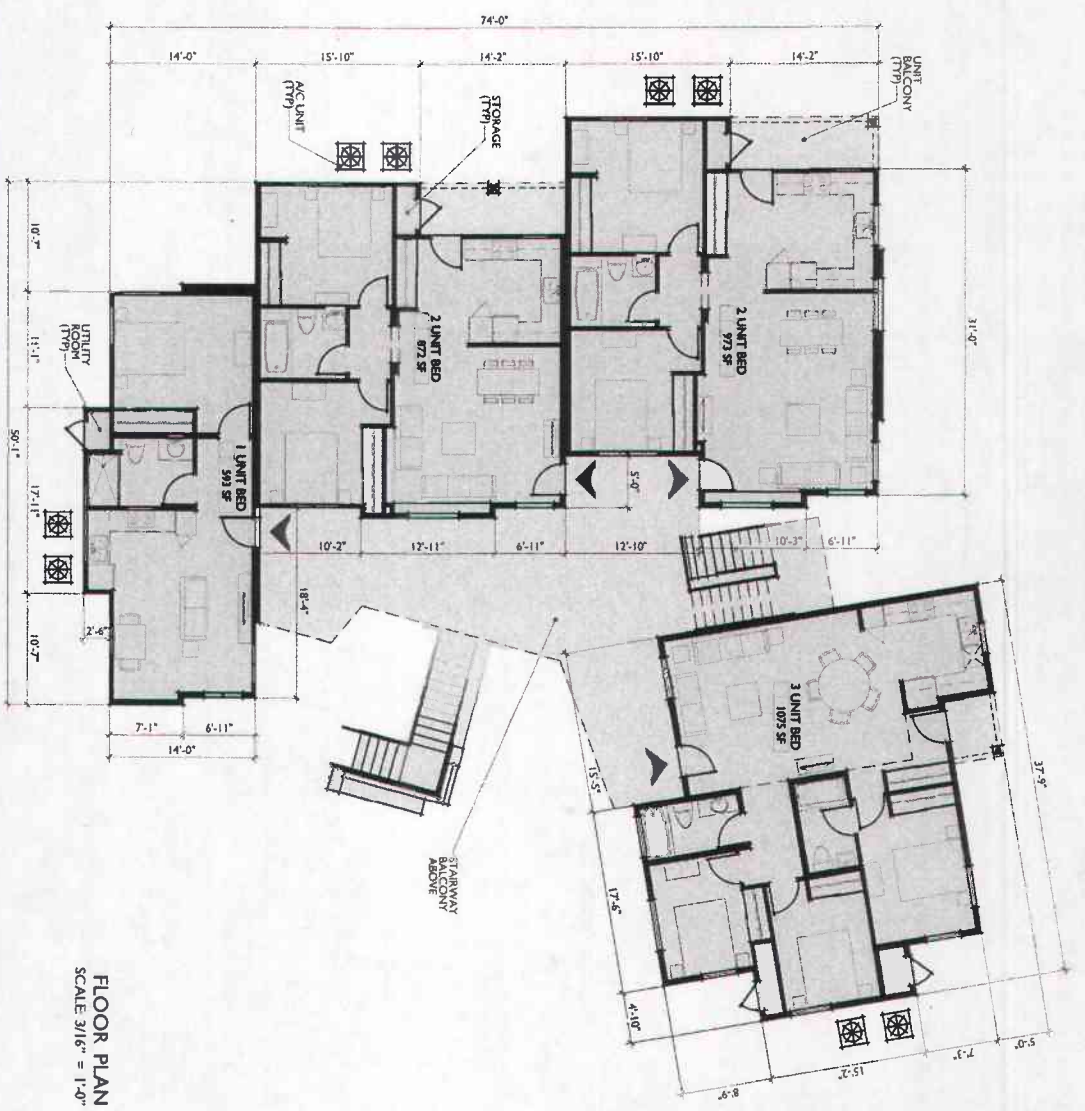 74'-0"
14'-0"
15'-10"
14'-2"
15'-10"
14'-2"
UNIT
BALCONY
(TYP)
A/C UNIT
(TYP)
STORAGE
(TYP)
31'-0"
10'-7"
11'-1"
17'-11"
10'-7"
50'-1"
UTILITY
ROOM
(TYP)
2 UNIT BED
973 SF
2 UNIT BED
872 SF
1 UNIT BED
593 SF
5'-0"
10'-2"
12'-11"
6'-11"
12'-10"
10'-3"
6'-11"
18'-4"
2'-6"
7'-1"
6'-11"
14'-0"
3 UNIT BED
1075 SF
37'-9"
15'-5"
17'-6"
4'-10"
8'-9"
15'-2"
7'-3"
5'-0"
STAIRWAY
BALCONY
ABOVE
FLOOR PLAN
SCALE 3/16" = 1'-0"